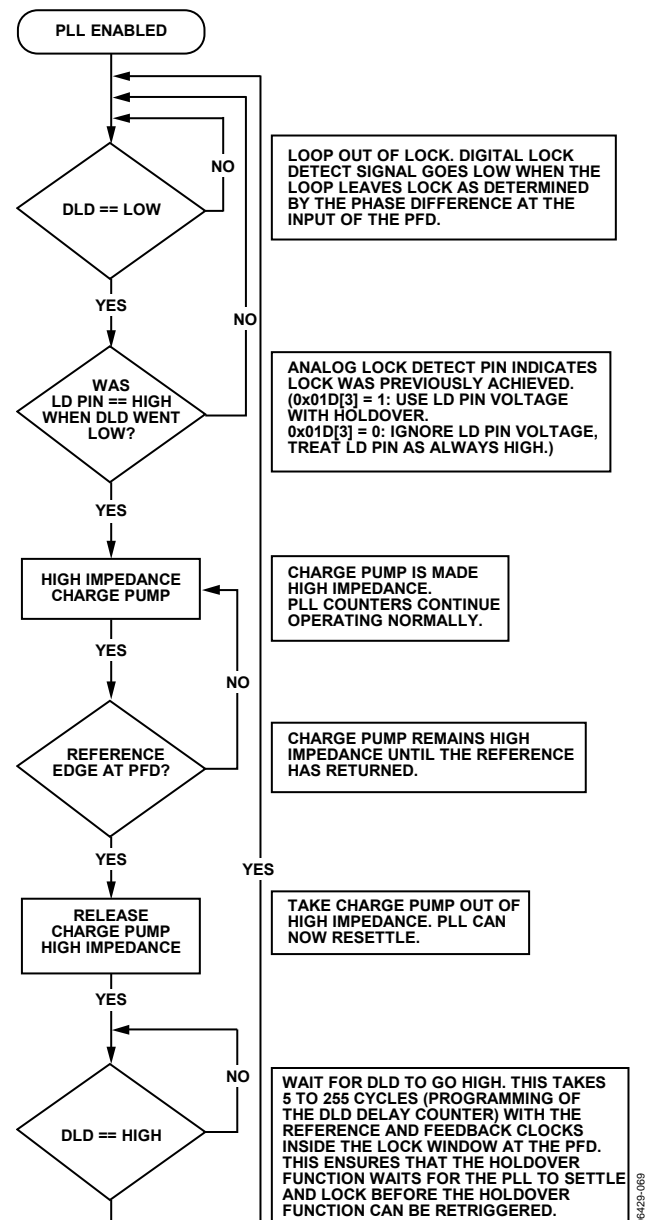 PLL ENABLED
NO
DLD == LOW
LOOP OUT OF LOCK. DIGITAL LOCK
DETECT SIGNAL GOES LOW WHEN THE
LOOP LEAVES LOCK AS DETERMINED
BY THE PHASE DIFFERENCE AT THE
INPUT OF THE PFD.
YES
NO
WAS
LD PIN == HIGH
WHEN DLD WENT
LOW?
ANALOG LOCK DETECT PIN INDICATES
LOCK WAS PREVIOUSLY ACHIEVED.
(0x01D[3] = 1: USE LD PIN VOLTAGE
WITH HOLDOVER.
0x01D[3] = 0: IGNORE LD PIN VOLTAGE,
TREAT LD PIN AS ALWAYS HIGH.)
YES
HIGH IMPEDANCE
CHARGE PUMP
CHARGE PUMP IS MADE
HIGH IMPEDANCE.
PLL COUNTERS CONTINUE
OPERATING NORMALLY.
YES
NO
REFERENCE
EDGE AT PFD?
CHARGE PUMP REMAINS HIGH
IMPEDANCE UNTIL THE REFERENCE
HAS RETURNED.
YES
YES
RELEASE
CHARGE PUMP
HIGH IMPEDANCE
TAKE CHARGE PUMP OUT OF
HIGH IMPEDANCE. PLL CAN
NOW RESETTLE.
YES
NO
DLD == HIGH
WAIT FOR DLD TO GO HIGH. THIS TAKES
5 TO 255 CYCLES (PROGRAMMING OF
THE DLD DELAY COUNTER) WITH THE
REFERENCE AND FEEDBACK CLOCKS
INSIDE THE LOCK WINDOW AT THE PFD.
THIS ENSURES THAT THE HOLDOVER
FUNCTION WAITS FOR THE PLL TO SETTLE
AND LOCK BEFORE THE HOLDOVER
FUNCTION CAN BE RETRIGGERED.
06429-069